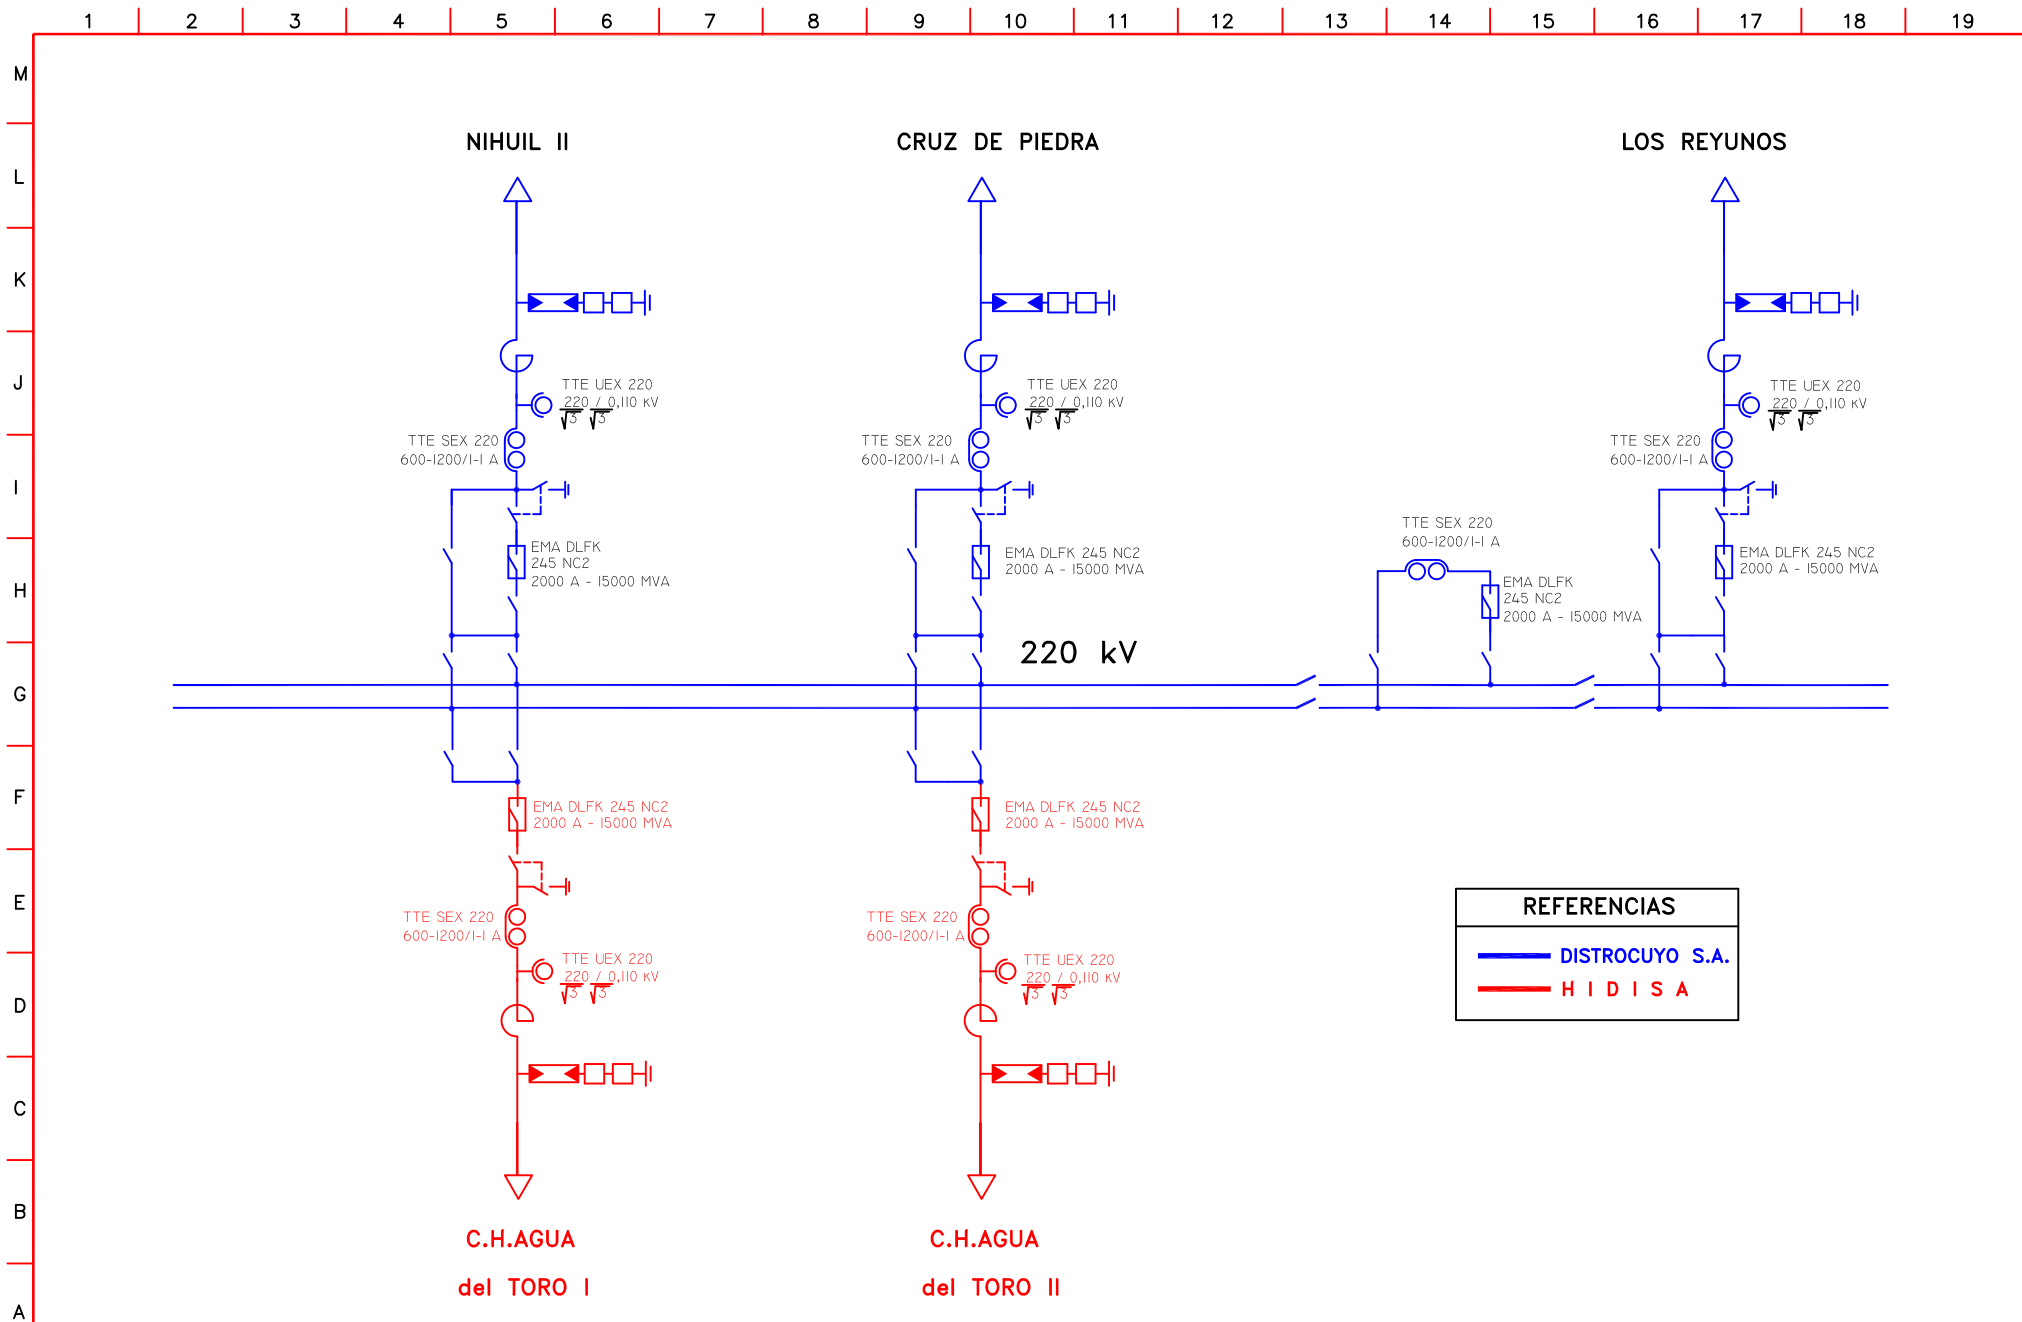 1 2 3 4 5 6 7 8 9 10 11 12 13 14 15 16 17 18 19
M
NIHUIL II
CRUZ DE PIEDRA
LOS REYUNOS
L
K
J
TTE UEX 220
220 / 0,110 KV
√3 √3
TTE UEX 220
220 / 0,110 KV
√3 √3
TTE UEX 220
220 / 0,110 KV
√3 √3
TTE SEX 220
600-1200/1-1 A
TTE SEX 220
600-1200/1-1 A
TTE SEX 220
600-1200/1-1 A
I
TTE SEX 220
600-1200/1-1 A
H
EMA DLFK
245 NC2
2000 A - 15000 MVA
EMA DLFK 245 NC2
2000 A - 15000 MVA
EMA DLFK
245 NC2
2000 A - 15000 MVA
EMA DLFK 245 NC2
2000 A - 15000 MVA
220 kV
G
F
EMA DLFK 245 NC2
2000 A - 15000 MVA
EMA DLFK 245 NC2
2000 A - 15000 MVA
E
TTE SEX 220
600-1200/1-1 A
TTE SEX 220
600-1200/1-1 A
REFERENCIAS
DISTROCUYO S.A.
H I D I S A
D
TTE UEX 220
220 / 0,110 KV
√3 √3
TTE UEX 220
220 / 0,110 KV
√3 √3
C
B
C.H.AGUA
del TORO I
C.H.AGUA
del TORO II
A